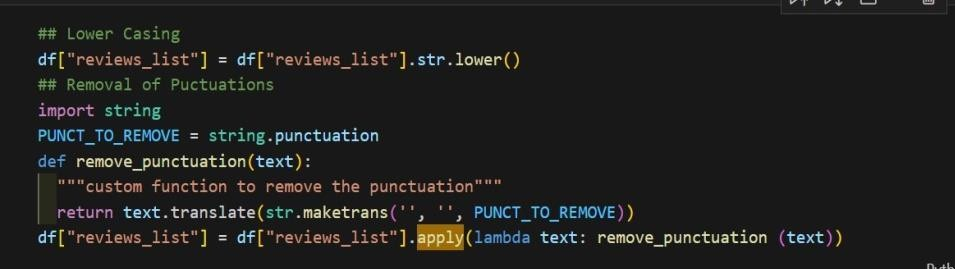 ## Lower Casing
df["reviews_list"] = df["reviews_list"].str.lower()
## Removal of Puctuations
import string
PUNCT_TO_REMOVE = string.punctuation
def remove_punctuation(text):
"""custom function to remove the punctuation"""
return text.translate(str.maketrans('', '', PUNCT_TO_REMOVE))
df["reviews_list"] = df["reviews_list"].apply(lambda text: remove_punctuation (text))